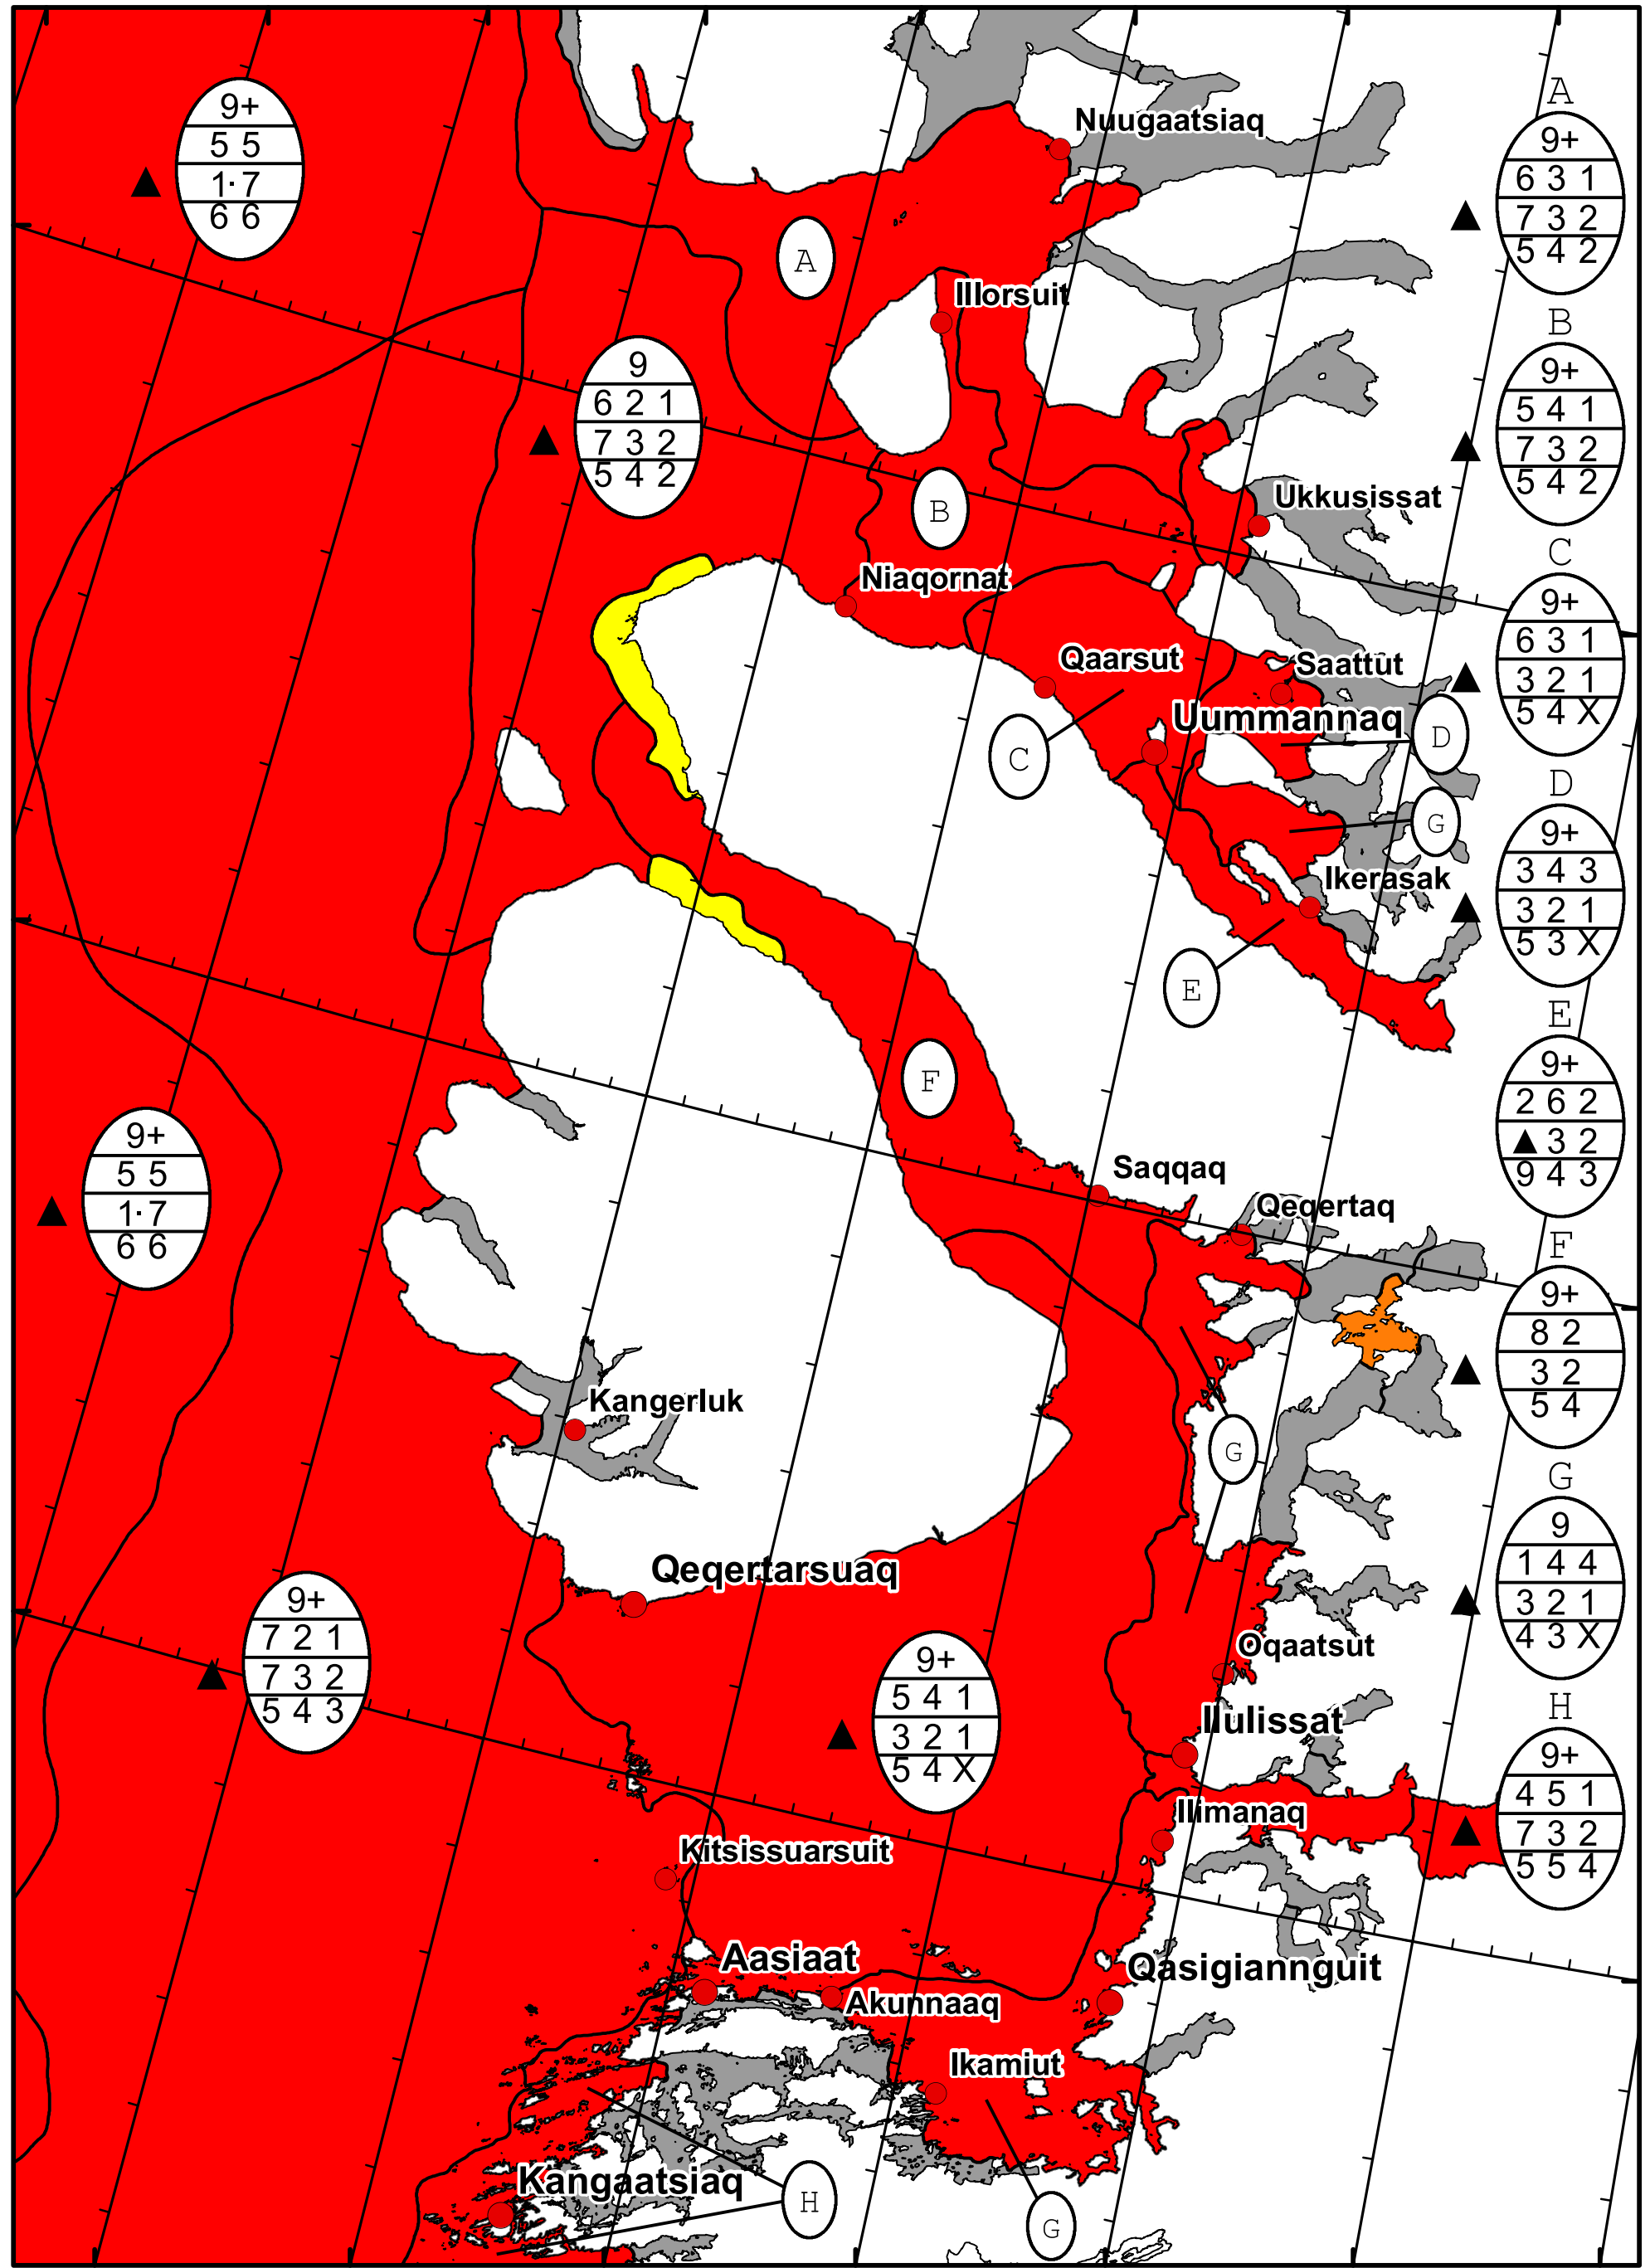 9+
5 5
1· 7
6 6
Nuugaatsiaq
A
Illorsuit
9
6 2 1
7 3 2
5 4 2
B
Ukkusissat
Niaqornat
Qaarsut
Saattut
Uummannaq
C
D
G
Ikerasak
E
F
Saqqaq
Qeqertaq
9+
5 5
1· 7
6 6
Kangerluk
G
Qeqertarsuaq
9+
7 2 1
7 3 2
5 4 3
9+
5 4 1
3 2 1
5 4 X
Oqaatsut
Ilulissat
Ilimanaq
Kitsissuarsuit
Aasiaat
Akunnaaq
Qasigiannguit
Ikamiut
Kangaatsiaq
H
G
A
9+
6 3 1
7 3 2
5 4 2
B
9+
5 4 1
7 3 2
5 4 2
C
9+
6 3 1
3 2 1
5 4 X
D
9+
3 4 3
3 2 1
5 3 X
E
9+
2 6 2
▲ 3 2
9 4 3
F
9+
8 2
3 2
5 4
G
9
1 4 4
3 2 1
4 3 X
H
9+
4 5 1
7 3 2
5 5 4